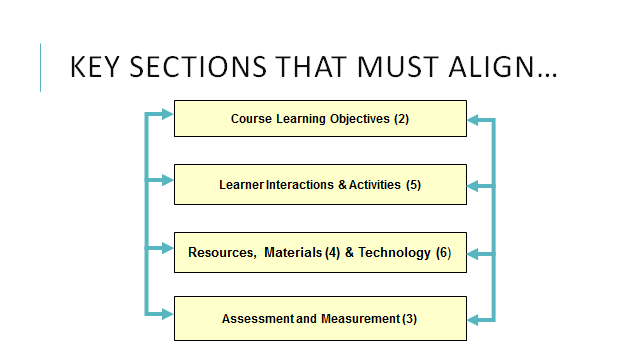 KEY SECTIONS THAT MUST ALIGN...
Course Learning Objectives (2)
Learner Interactions & Activities (5)
Resources, Materials (4) & Technology (6)
Assessment and Measurement (3)